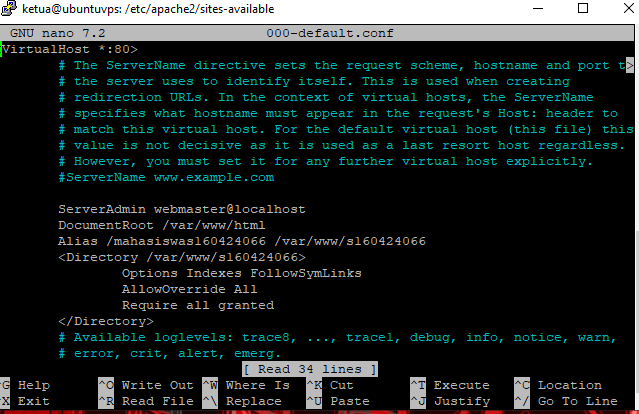 ketua@ubuntuvps: /etc/apache2/sites-available
GNU nano 7.2 000-default.conf
VirtualHost *:80>
# The ServerName directive sets the request scheme, hostname and port t>
# the server uses to identify itself. This is used when creating
# redirection URLs. In the context of virtual hosts, the ServerName
# specifies what hostname must appear in the request's Host: header to
# match this virtual host. For the default virtual host (this file) this
# value is not decisive as it is used as a last resort host regardless.
# However, you must set it for any further virtual host explicitly.
#ServerName www.example.com
ServerAdmin webmaster@localhost
DocumentRoot /var/www/html
Alias /mahasiswas160424066 /var/www/s160424066
<Directory /var/www/s160424066>
Options Indexes FollowSymLinks
AllowOverride All
Require all granted
</Directory>
# Available loglevels: trace8, ..., trace1, debug, info, notice, warn,
# error, crit, alert, emerg.
[ Read 34 lines ]
^G Help ^O Write Out ^W Where Is ^K Cut ^T Execute ^C Location
^X Exit ^R Read File ^\ Replace ^U Paste ^J Justify ^/ Go To Line